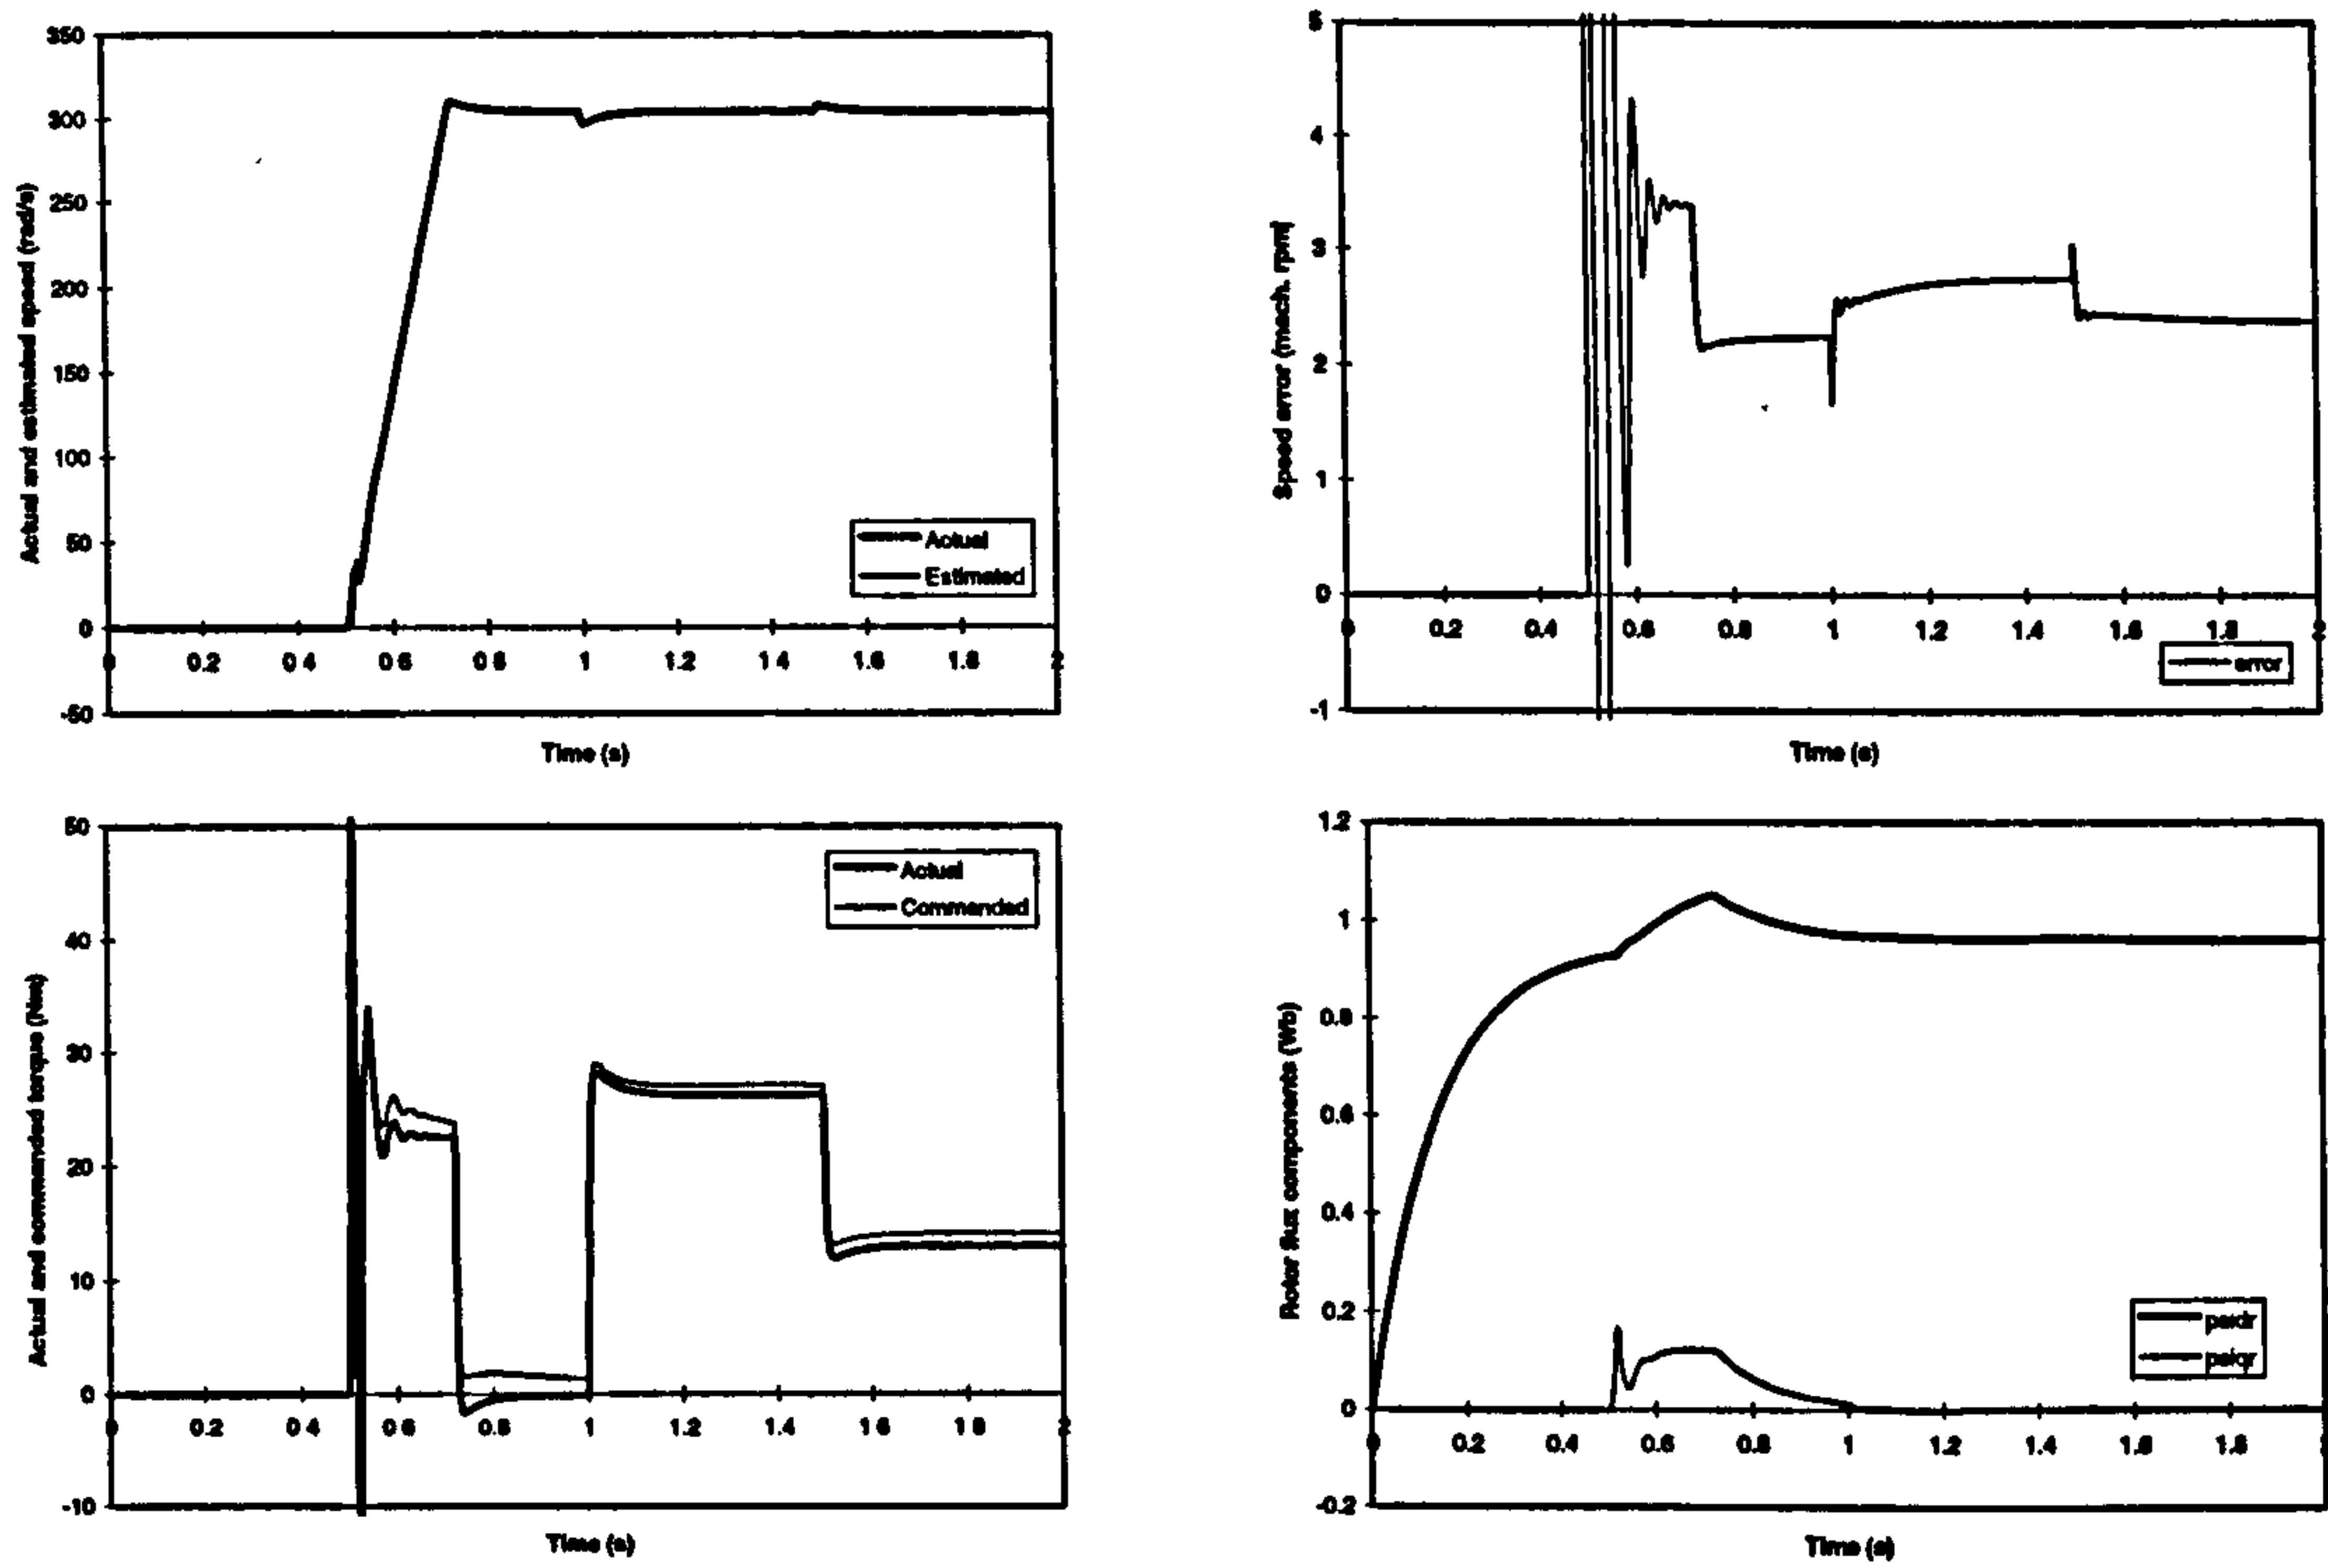 350
300
250
200
150
100
50
0
-50
Actual and estimated speed (rad/s)
Actual
Estimated
0 0.2 0.4 0.6 0.8 1 1.2 1.4 1.6 1.8 2
Time (s)
5
4
3
2
1
0
-1
Speed error (mech. rpm)
0 0.2 0.4 0.6 0.8 1 1.2 1.4 1.6 1.8 2
error
Time (s)
50
40
30
20
10
0
-10
Actual and commanded torque (Nm)
Actual
Commanded
0 0.2 0.4 0.6 0.8 1 1.2 1.4 1.6 1.8 2
Time (s)
1.2
1
0.8
0.6
0.4
0.2
0
-0.2
Rotor flux components (Wb)
psidr
psiqr
0 0.2 0.4 0.6 0.8 1 1.2 1.4 1.6 1.8
Time (s)